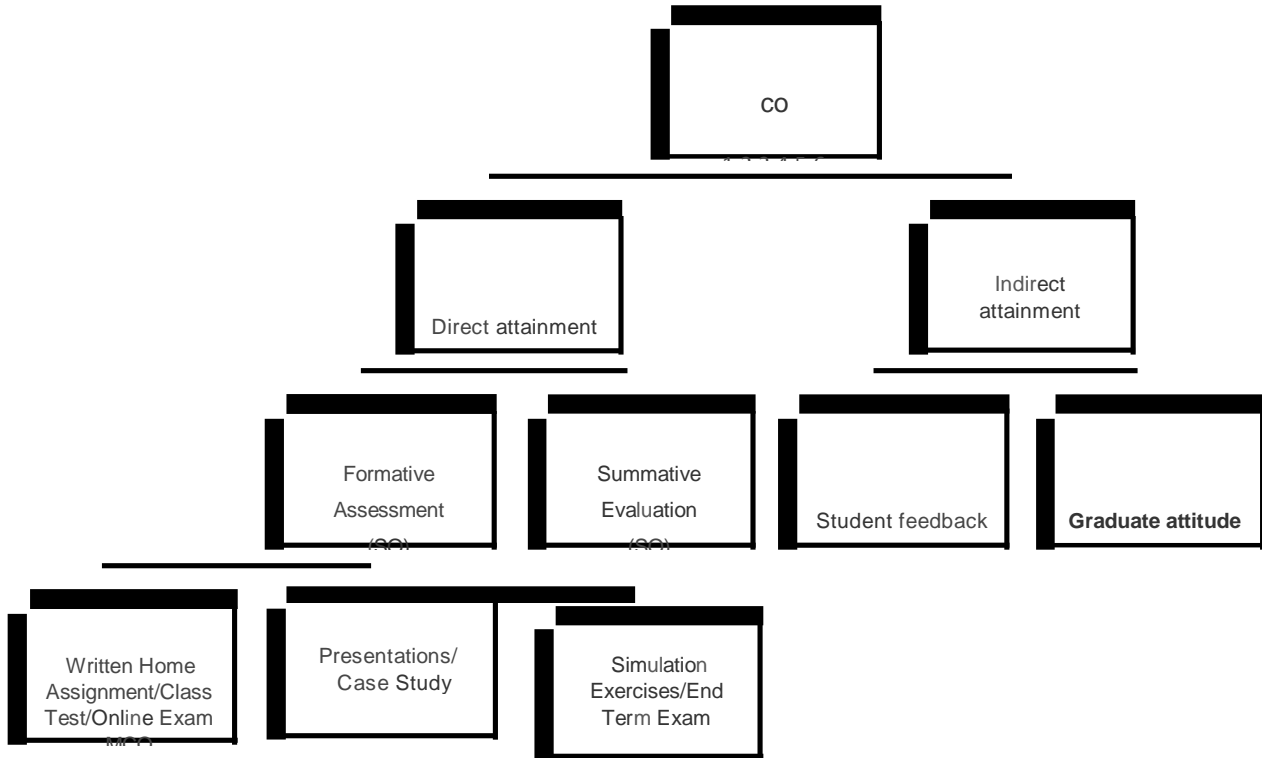 CO
Direct attainment
Indirect
attainment
Formative
Assessment
Summative
Evaluation
Student feedback
Graduate attitude
Written Home
Assignment/Class
Test/Online Exam
Presentations/
Case Study
Simulation
Exercises/End
Term Exam